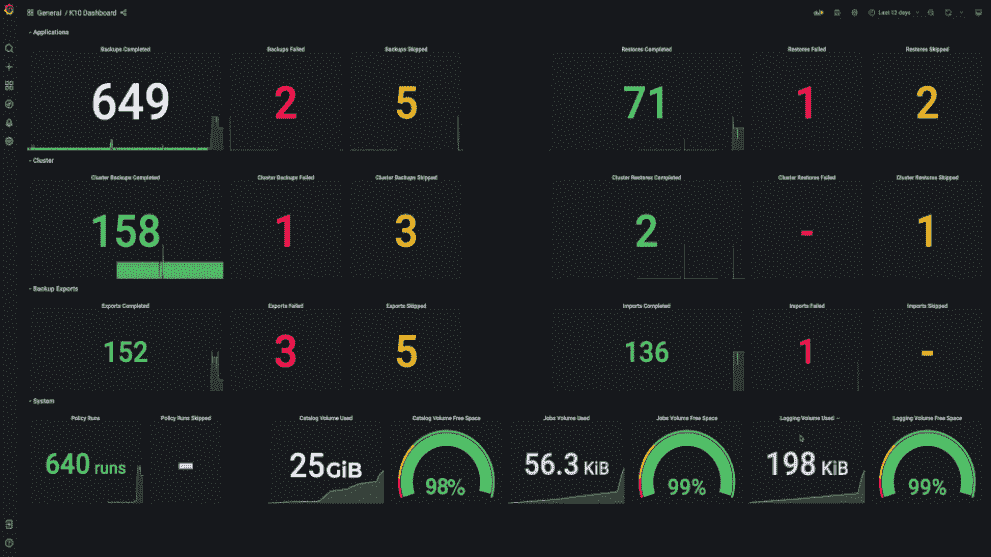 General / K10 Dashboard
Last 12 days
Applications
Backups Completed
Backups Failed
Backups Skipped
Restores Completed
Restores Failed
Restores Skipped
649
2
5
71
1
2
Cluster
Cluster Backups Completed
Cluster Backups Failed
Cluster Backups Skipped
Cluster Restores Completed
Cluster Restores Failed
Cluster Restores Skipped
158
1
3
2
-
1
Backup Exports
Exports Completed
Exports Failed
Exports Skipped
Imports Completed
Imports Failed
Imports Skipped
152
3
5
136
1
-
System
Policy Runs
Policy Runs Skipped
Catalog Volume Used
Catalog Volume Free Space
Jobs Volume Used
Jobs Volume Free Space
Logging Volume Used
Logging Volume Free Space
640 runs
-
25 GiB
98%
56.3 KiB
99%
198 KiB
99%